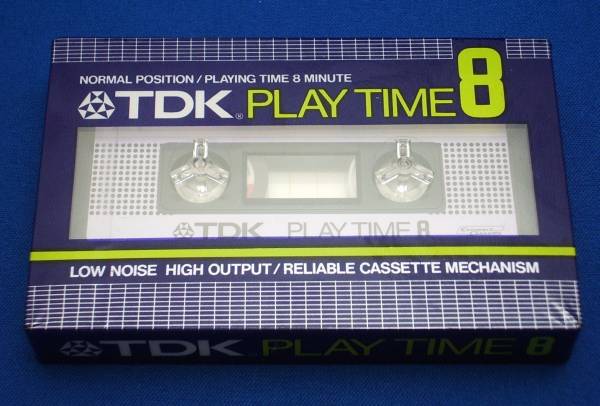 NORMAL POSITION/PLAYING TIME 8 MINUTE
TDK® PLAY TIME 8
TDK PLAY TIME 8
LOW NOISE HIGH OUTPUT/RELIABLE CASSETTE MECHANISM
TDK PLAY TIME 8